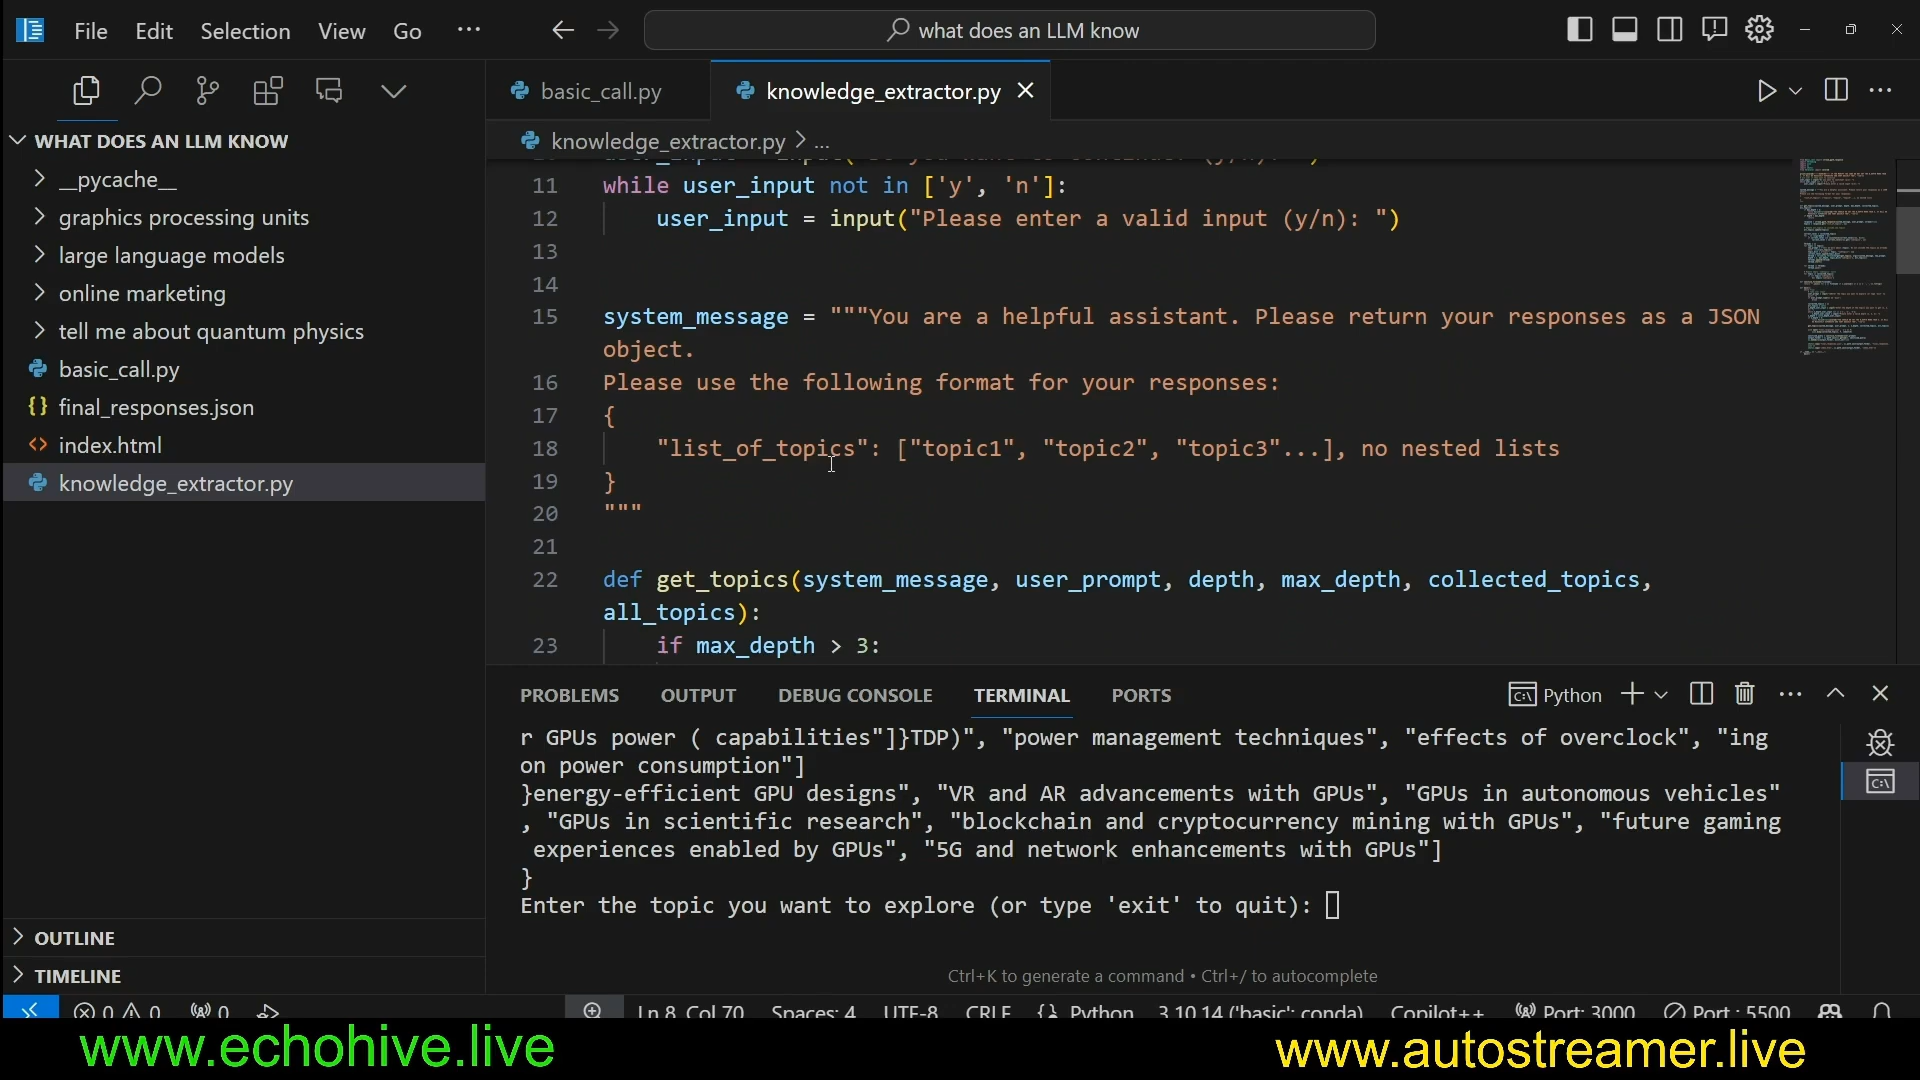 File Edit Selection View Go ···
what does an LLM know
basic_call.py
knowledge_extractor.py
WHAT DOES AN LLM KNOW
__pycache__
graphics processing units
large language models
online marketing
tell me about quantum physics
basic_call.py
final_responses.json
index.html
knowledge_extractor.py
OUTLINE
TIMELINE
knowledge_extractor.py > ...
11 while user_input not in ['y', 'n']:
12 user_input = input("Please enter a valid input (y/n): ")
13
14
15 system_message = """You are a helpful assistant. Please return your responses as a JSON
object.
16 Please use the following format for your responses:
17 {
18 "list_of_topics": ["topic1", "topic2", "topic3"...], no nested lists
19 }
20 """
21
22 def get_topics(system_message, user_prompt, depth, max_depth, collected_topics,
all_topics):
23 if max_depth > 3:
PROBLEMS OUTPUT DEBUG CONSOLE TERMINAL PORTS
Python
r GPUs power ( capabilities"]}TDP)", "power management techniques", "effects of overclock", "ing
on power consumption"]
}energy-efficient GPU designs", "VR and AR advancements with GPUs", "GPUs in autonomous vehicles"
, "GPUs in scientific research", "blockchain and cryptocurrency mining with GPUs", "future gaming
experiences enabled by GPUs", "5G and network enhancements with GPUs"]
}
Enter the topic you want to explore (or type 'exit' to quit):
Ctrl+K to generate a command • Ctrl+/ to autocomplete
0 0 0 Ln 8, Col 70 Spaces: 4 UTF-8 CRLF {} Python 3.10.14 ('basic': conda) Copilot++ Port: 3000 Port : 5500
www.echohive.live
www.autostreamer.live